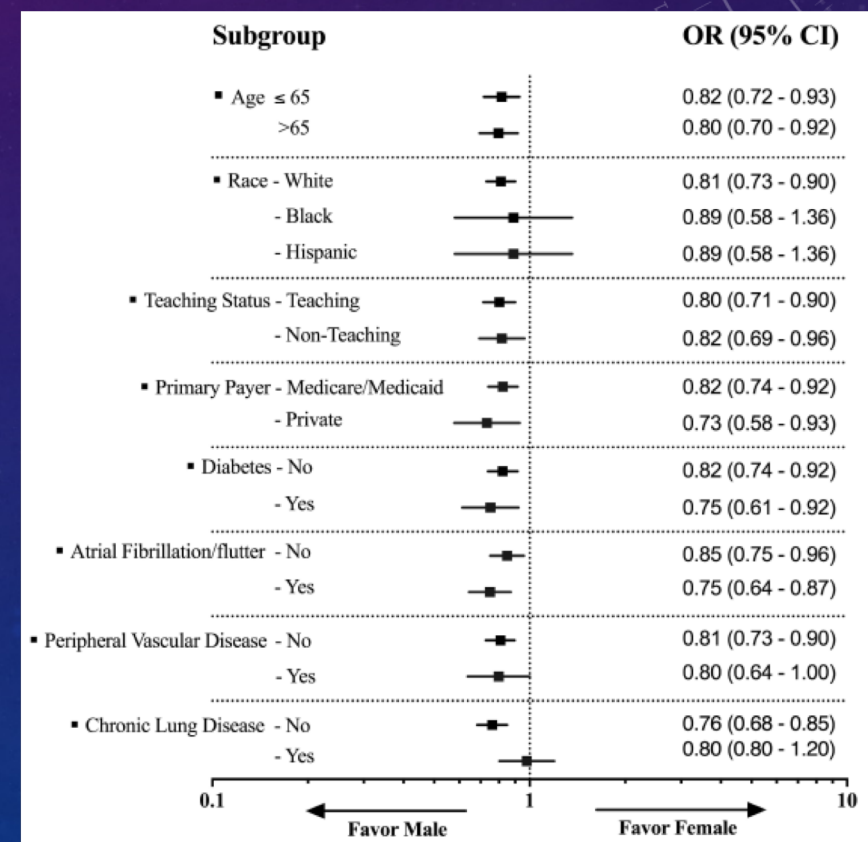 Subgroup OR (95% CI)
▪ Age ≤ 65 0.82 (0.72 - 0.93)
>65 0.80 (0.70 - 0.92)
▪ Race - White 0.81 (0.73 - 0.90)
- Black 0.89 (0.58 - 1.36)
- Hispanic 0.89 (0.58 - 1.36)
▪ Teaching Status - Teaching 0.80 (0.71 - 0.90)
- Non-Teaching 0.82 (0.69 - 0.96)
▪ Primary Payer - Medicare/Medicaid 0.82 (0.74 - 0.92)
- Private 0.73 (0.58 - 0.93)
▪ Diabetes - No 0.82 (0.74 - 0.92)
- Yes 0.75 (0.61 - 0.92)
▪ Atrial Fibrillation/flutter - No 0.85 (0.75 - 0.96)
- Yes 0.75 (0.64 - 0.87)
▪ Peripheral Vascular Disease - No 0.81 (0.73 - 0.90)
- Yes 0.80 (0.64 - 1.00)
▪ Chronic Lung Disease - No 0.76 (0.68 - 0.85)
- Yes 0.80 (0.80 - 1.20)
0.1 1 10
Favor Male Favor Female